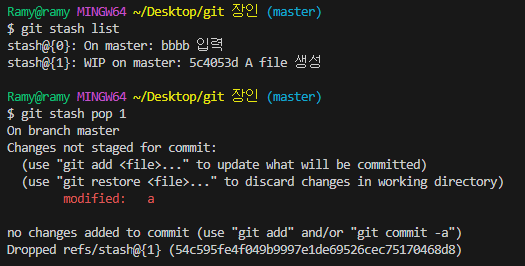 Ramy@ramy MINGW64 ~/Desktop/git 장인 (master)
$ git stash list
stash@{0}: On master: bbbb 입력
stash@{1}: WIP on master: 5c4053d A file 생성

Ramy@ramy MINGW64 ~/Desktop/git 장인 (master)
$ git stash pop 1
On branch master
Changes not staged for commit:
  (use "git add <file>..." to update what will be committed)
  (use "git restore <file>..." to discard changes in working directory)
        modified:   a

no changes added to commit (use "git add" and/or "git commit -a")
Dropped refs/stash@{1} (54c595fe4f049b9997e1de69526cec75170468d8)